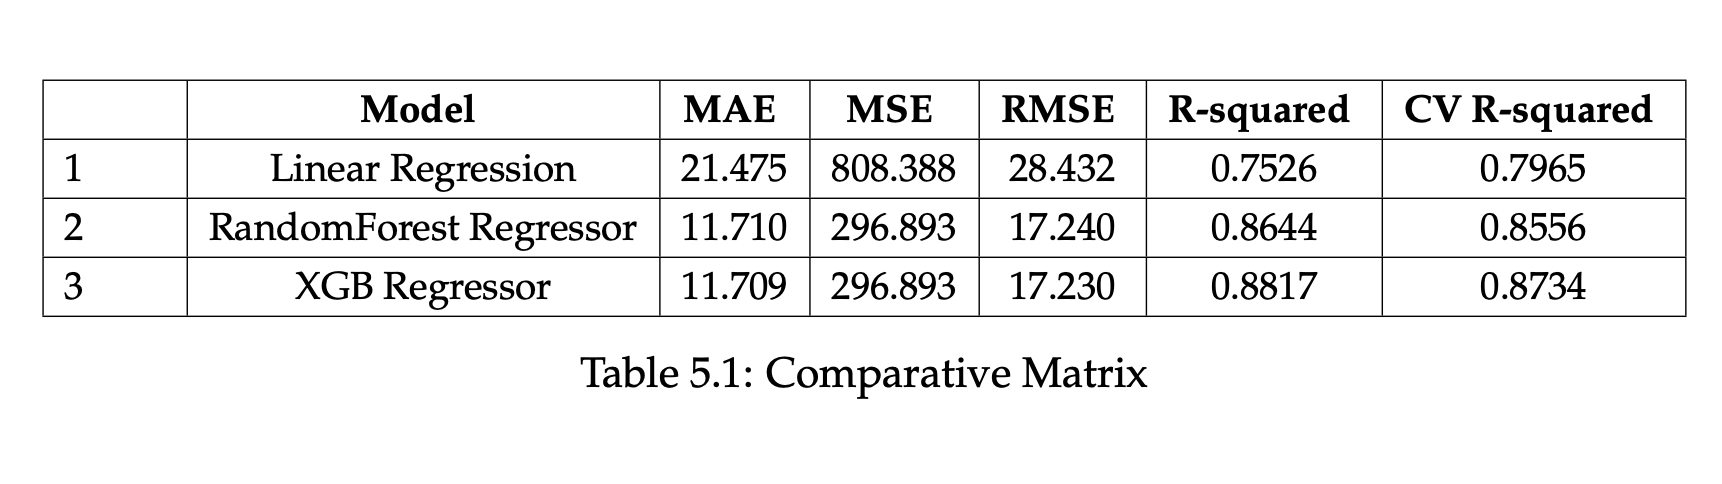 Model MAE MSE RMSE R-squared CV R-squared
1 Linear Regression 21.475 808.388 28.432 0.7526 0.7965
2 RandomForest Regressor 11.710 296.893 17.240 0.8644 0.8556
3 XGB Regressor 11.709 296.893 17.230 0.8817 0.8734
Table 5.1: Comparative Matrix